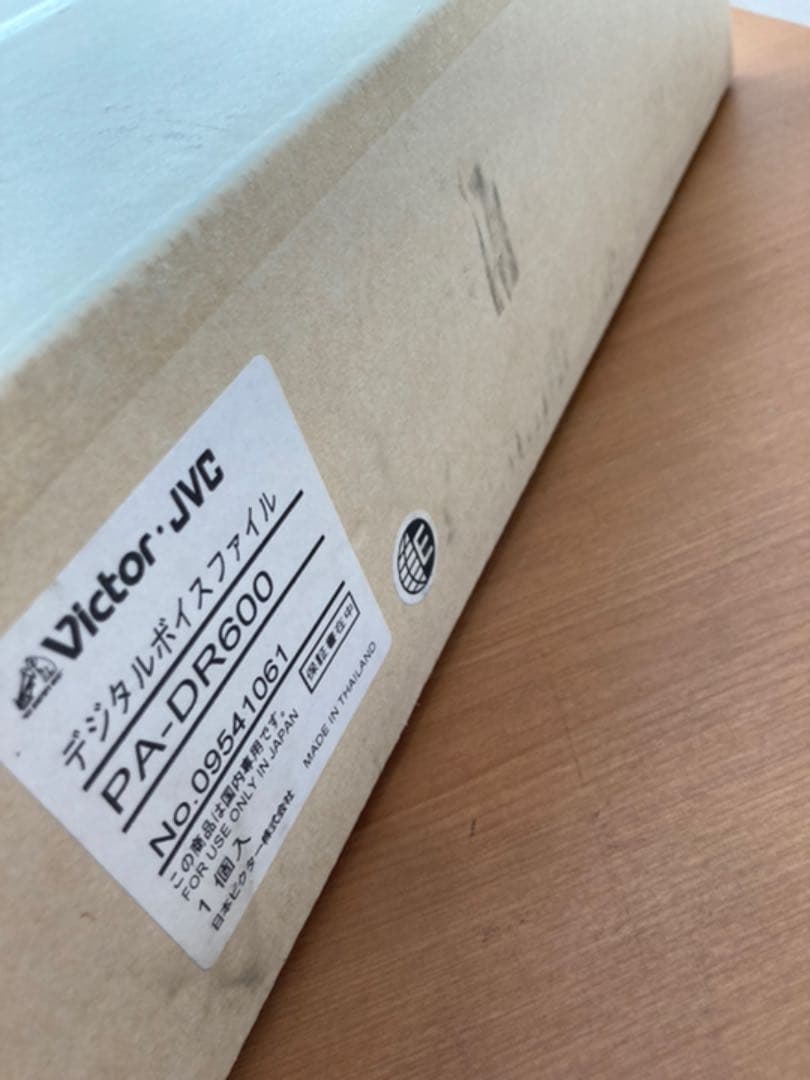 Victor・JVC
デジタルボイスファイル
PA-DR600
No.09541061
保証書在中
この商品は国内専用です。
FOR USE ONLY IN JAPAN
1 個入
MADE IN THAILAND
日本ビクター株式会社
E